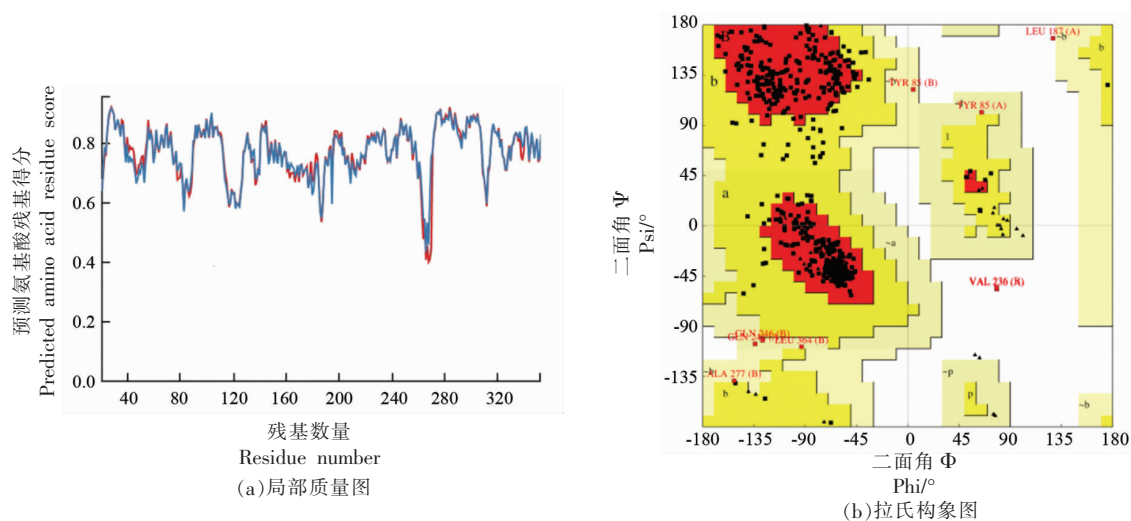 预测氨基酸残基得分
Predicted amino acid residue score
0.8
0.6
0.4
0.2
0.0
40 80 120 160 200 240 280 320
残基数量
Residue number
(a)局部质量图
二面角 Ψ
Psi/°
180
135
90
45
0
-45
-90
-135
-180 -135 -90 -45 0 45 90 135 180
B
b
a
l
~b
~l
~a
~p
p
b
~b
b
~b
LEU 187 (A)
TYR 85 (B)
TYR 85 (A)
VAL 236 (A)
GLN 246 (B)
LEU 364 (B)
ALA 277 (B)
二面角 Φ
Phi/°
(b)拉氏构象图